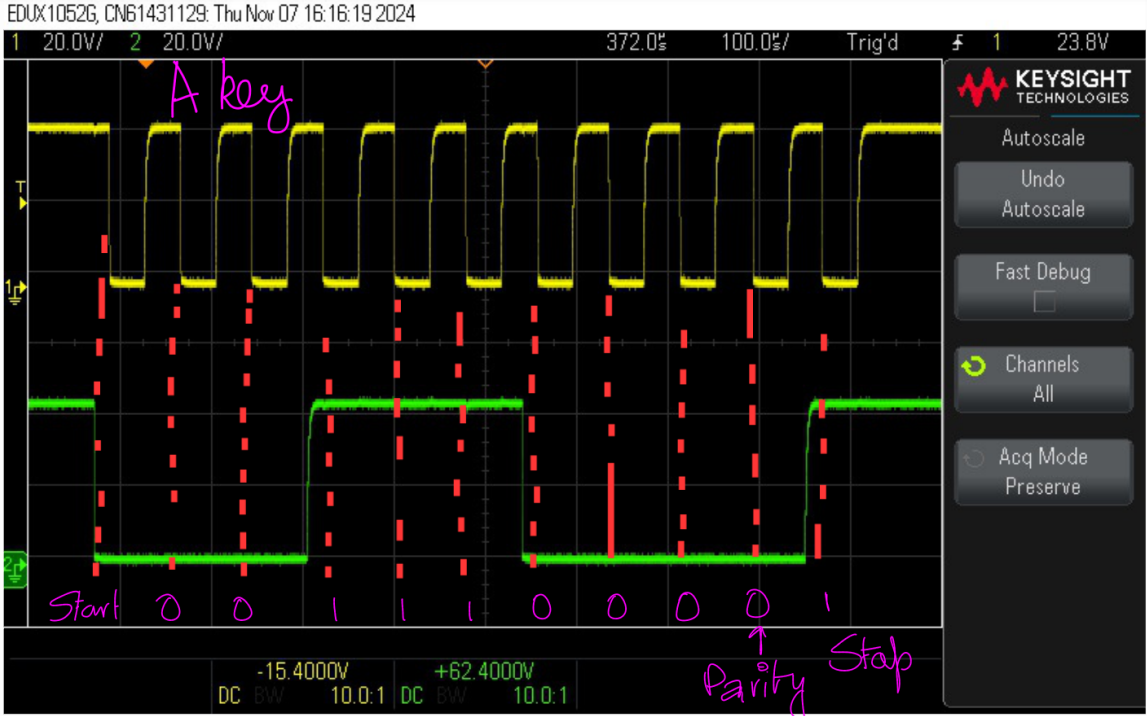 EDUX1052G, CN61431129: Thu Nov 07 16:16:19 2024
1 20.0V/ 2 20.0V/ 372.0µs 100.0µs/ Trig'd 1 23.8V
A key
KEYSIGHT
TECHNOLOGIES
Autoscale
Undo
Autoscale
Fast Debug
Channels
All
Acq Mode
Preserve
T
1
2
Start 0 0 1 1 1 0 0 0 0 1
Parity
Stop
-15.4000V +62.4000V
DC BW 10.0:1 DC BW 10.0:1